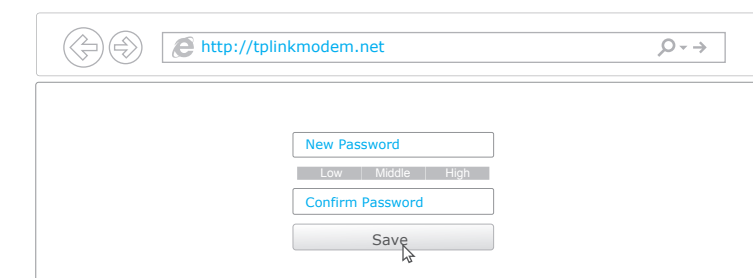 http://tplinkmodem.net
New Password
Low Middle High
Confirm Password
Save